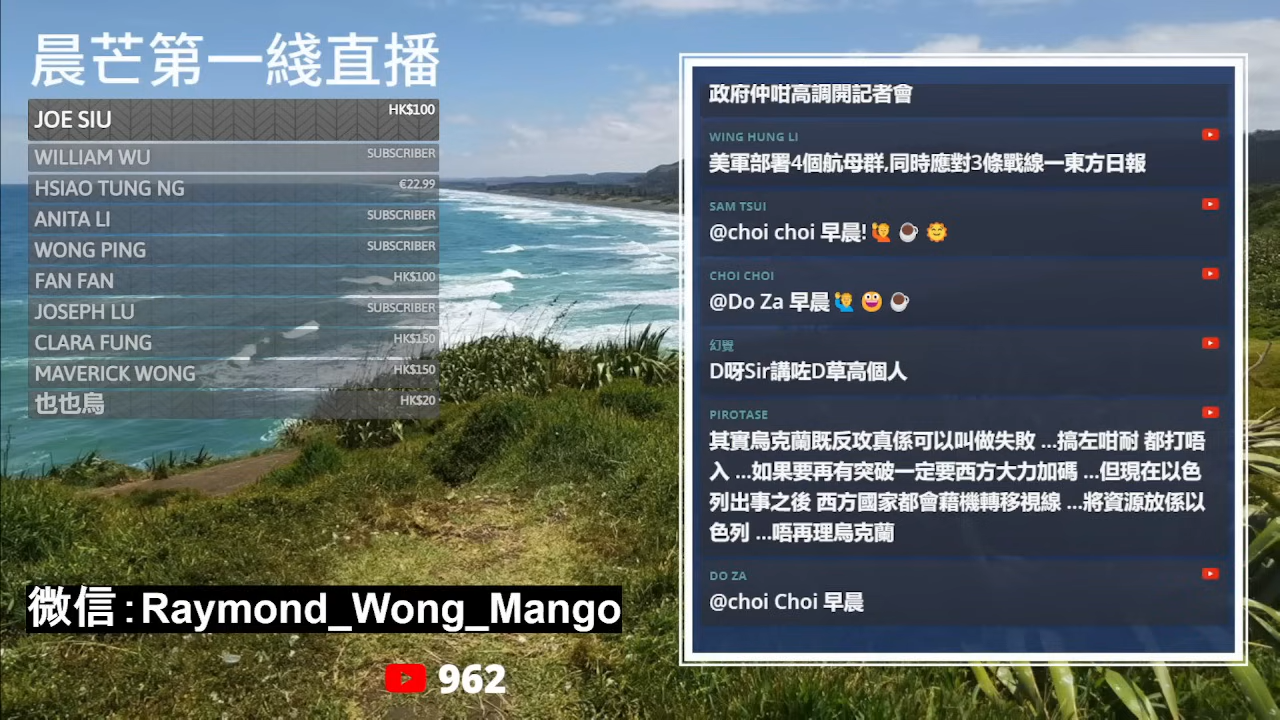 晨芒第一綫直播
JOE SIU HK$100
WILLIAM WU SUBSCRIBER
HSIAO TUNG NG €22.99
ANITA LI SUBSCRIBER
WONG PING SUBSCRIBER
FAN FAN HK$100
JOSEPH LU SUBSCRIBER
CLARA FUNG HK$150
MAVERICK WONG HK$150
也也烏 HK$20
微信:Raymond_Wong_Mango
962
政府仲咁高調開記者會
WING HUNG LI
美軍部署4個航母群,同時應對3條戰線一東方日報
SAM TSUI
@choi choi 早晨!🙋☕🌞
CHOI CHOI
@Do Za 早晨🙋‍♂️😀☕
幻覺
D呀Sir講咗D草高個人
PIROTASE
其實烏克蘭既反攻真係可以叫做失敗 ...搞左咁耐 都打唔
入 ...如果要再有突破一定要西方大力加碼 ...但現在以色
列出事之後 西方國家都會藉機轉移視線 ...將資源放係以
色列 ...唔再理烏克蘭
DO ZA
@choi Choi 早晨